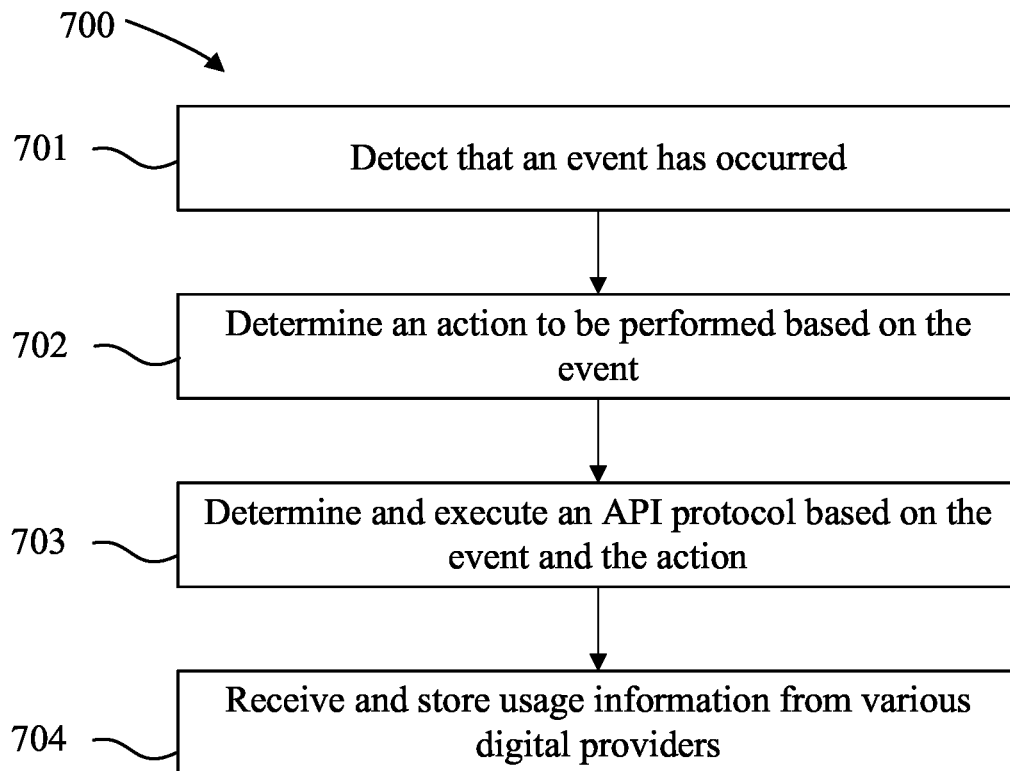 700
701
Detect that an event has occurred
702
Determine an action to be performed based on the
event
703
Determine and execute an API protocol based on the
event and the action
704
Receive and store usage information from various
digital providers